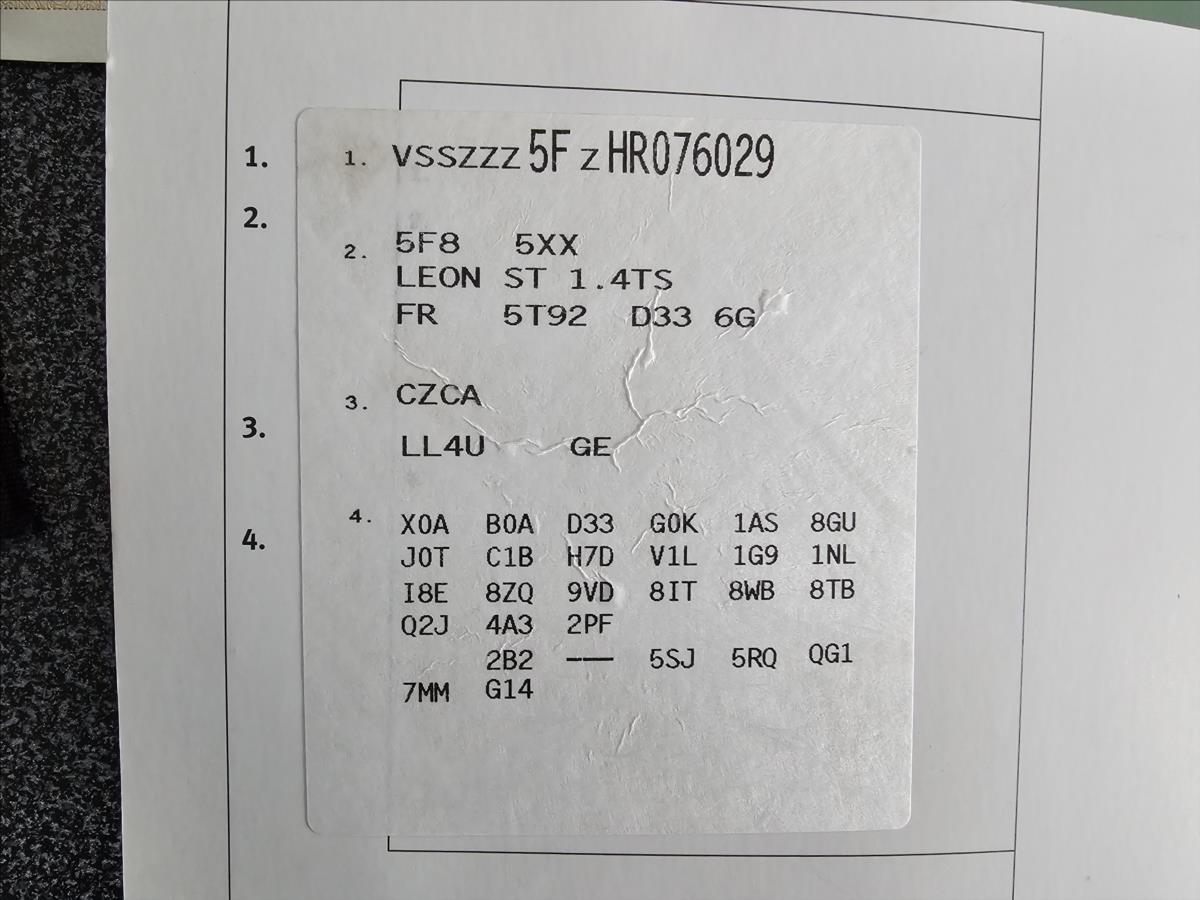 1. 1. VSSZZZ5FZHR076029
2.
2. 5F8 5XX
LEON ST 1.4TS
FR 5T92 D33 6G
3. CZCA
3.
LL4U GE
4. X0A B0A D33 G0K 1AS 8GU
4. J0T C1B H7D V1L 1G9 1NL
I8E 8ZQ 9VD 8IT 8WB 8TB
Q2J 4A3 2PF
2B2 --- 5SJ 5RQ QG1
7MM G14